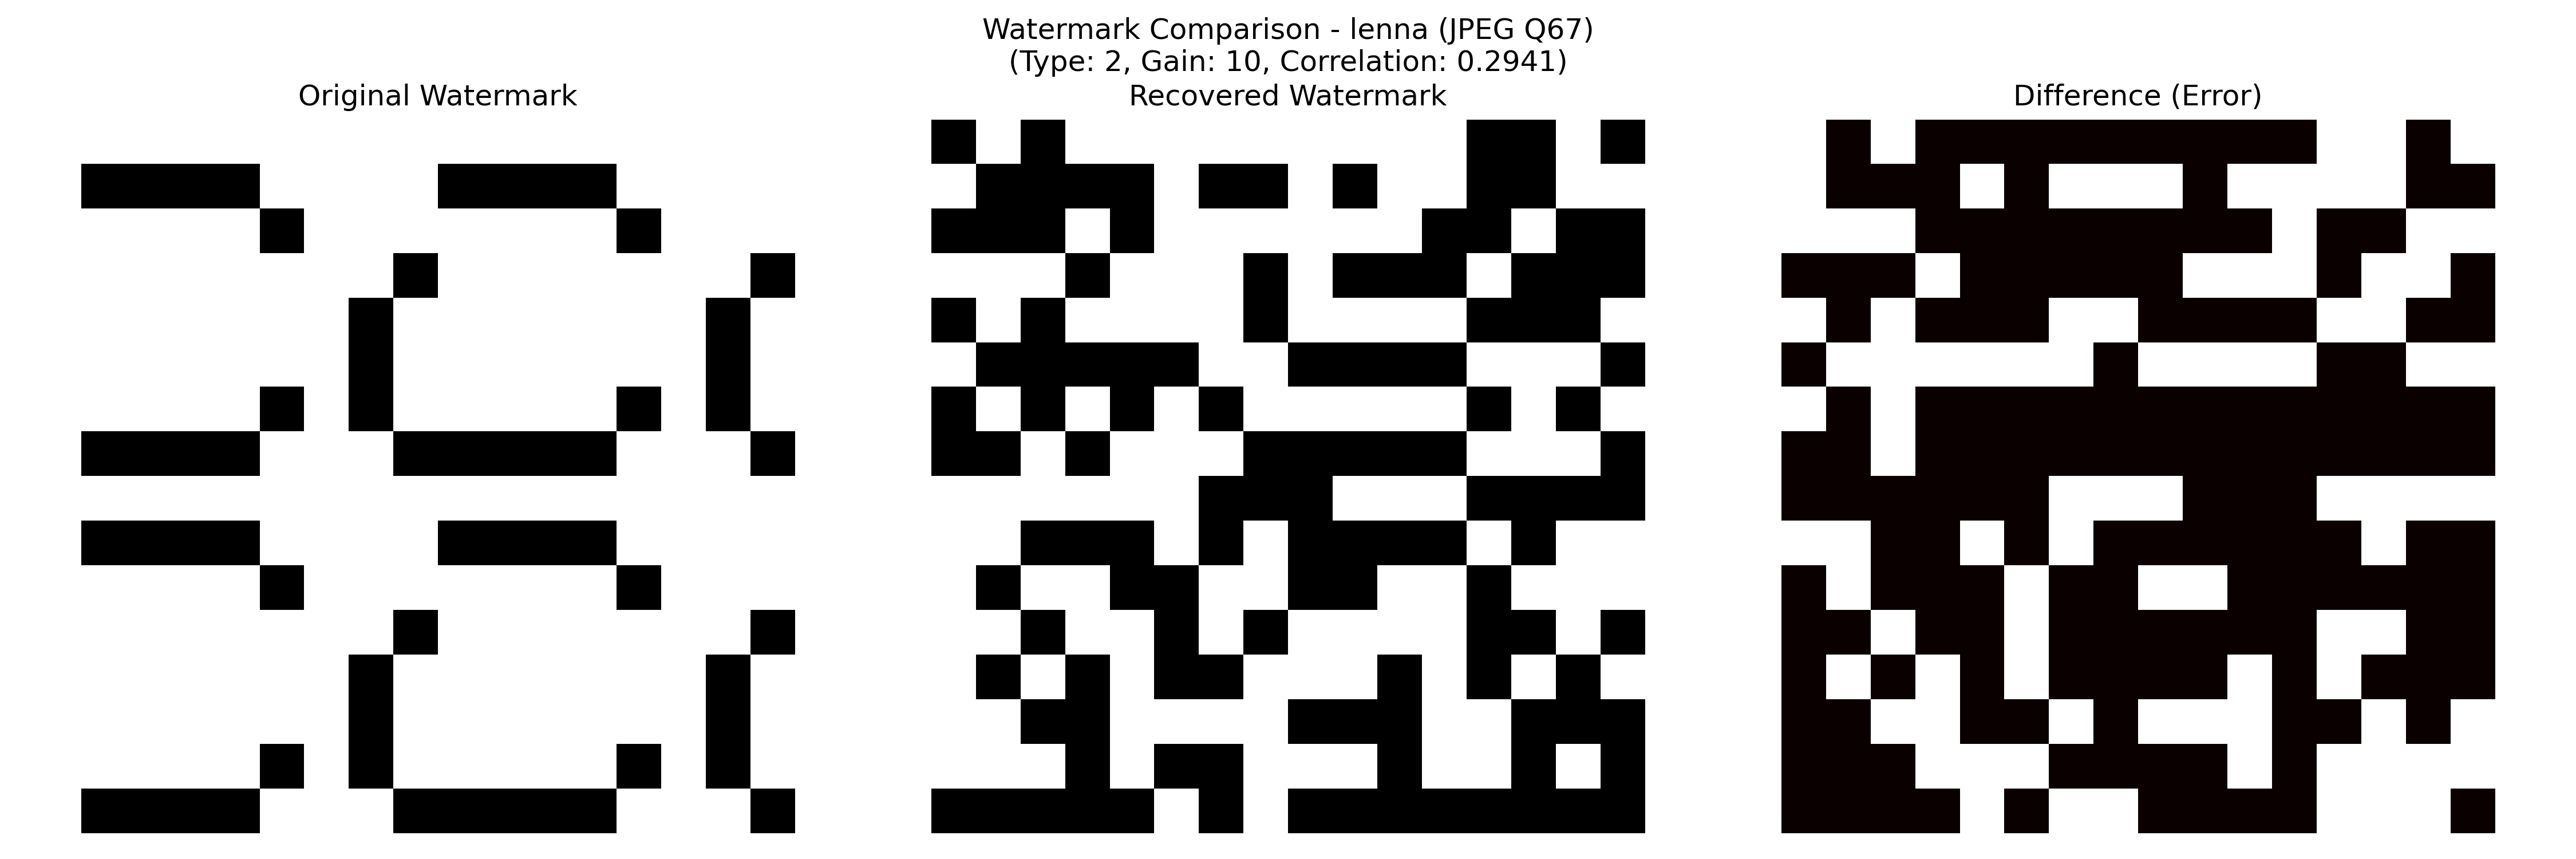 Watermark Comparison - lenna (JPEG Q67)
(Type: 2, Gain: 10, Correlation: 0.2941)
Original Watermark
Recovered Watermark
Difference (Error)